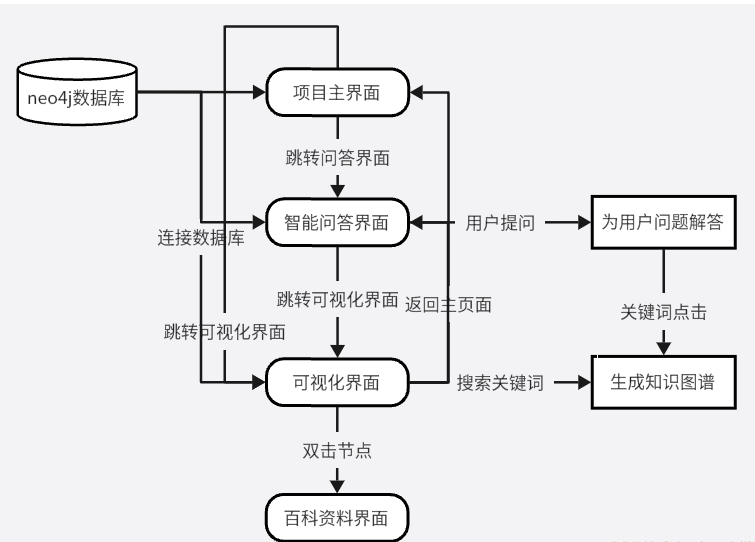 neo4j数据库
项目主界面
跳转问答界面
智能问答界面
用户提问
为用户问题解答
连接数据库
跳转可视化界面
返回主页面
关键词点击
跳转可视化界面
可视化界面
搜索关键词
生成知识图谱
双击节点
百科资料界面